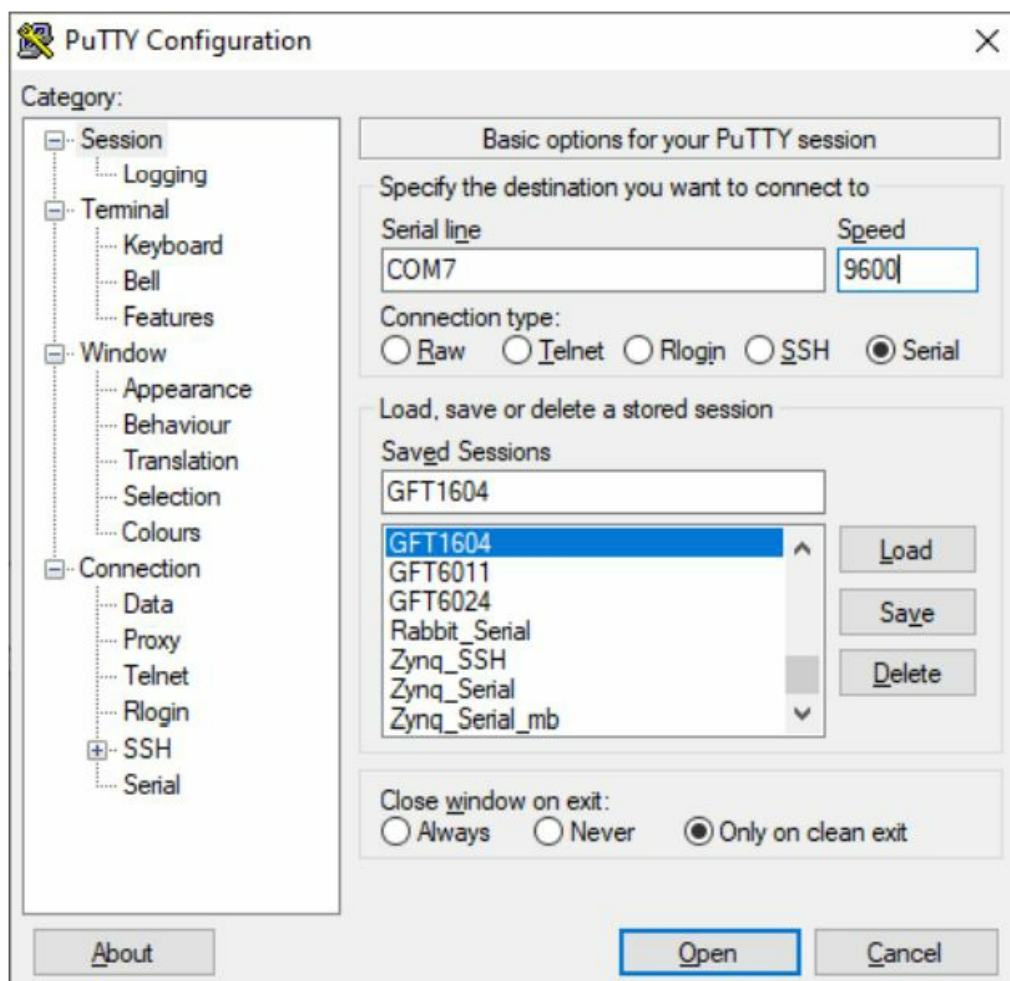 PuTTY Configuration
Category:
Session
Logging
Terminal
Keyboard
Bell
Features
Window
Appearance
Behaviour
Translation
Selection
Colours
Connection
Data
Proxy
Telnet
Rlogin
SSH
Serial
Basic options for your PuTTY session
Specify the destination you want to connect to
Serial line Speed
COM7 9600
Connection type:
Raw Telnet Rlogin SSH Serial
Load, save or delete a stored session
Saved Sessions
GFT1604
GFT1604
GFT6011
GFT6024
Rabbit_Serial
Zynq_SSH
Zynq_Serial
Zynq_Serial_mb
Load
Save
Delete
Close window on exit:
Always Never Only on clean exit
About Open Cancel